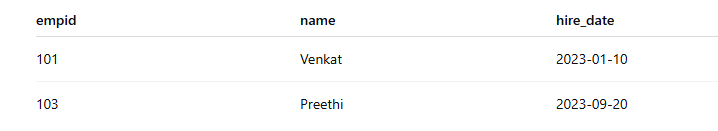 empid name hire_date
101 Venkat 2023-01-10
103 Preethi 2023-09-20